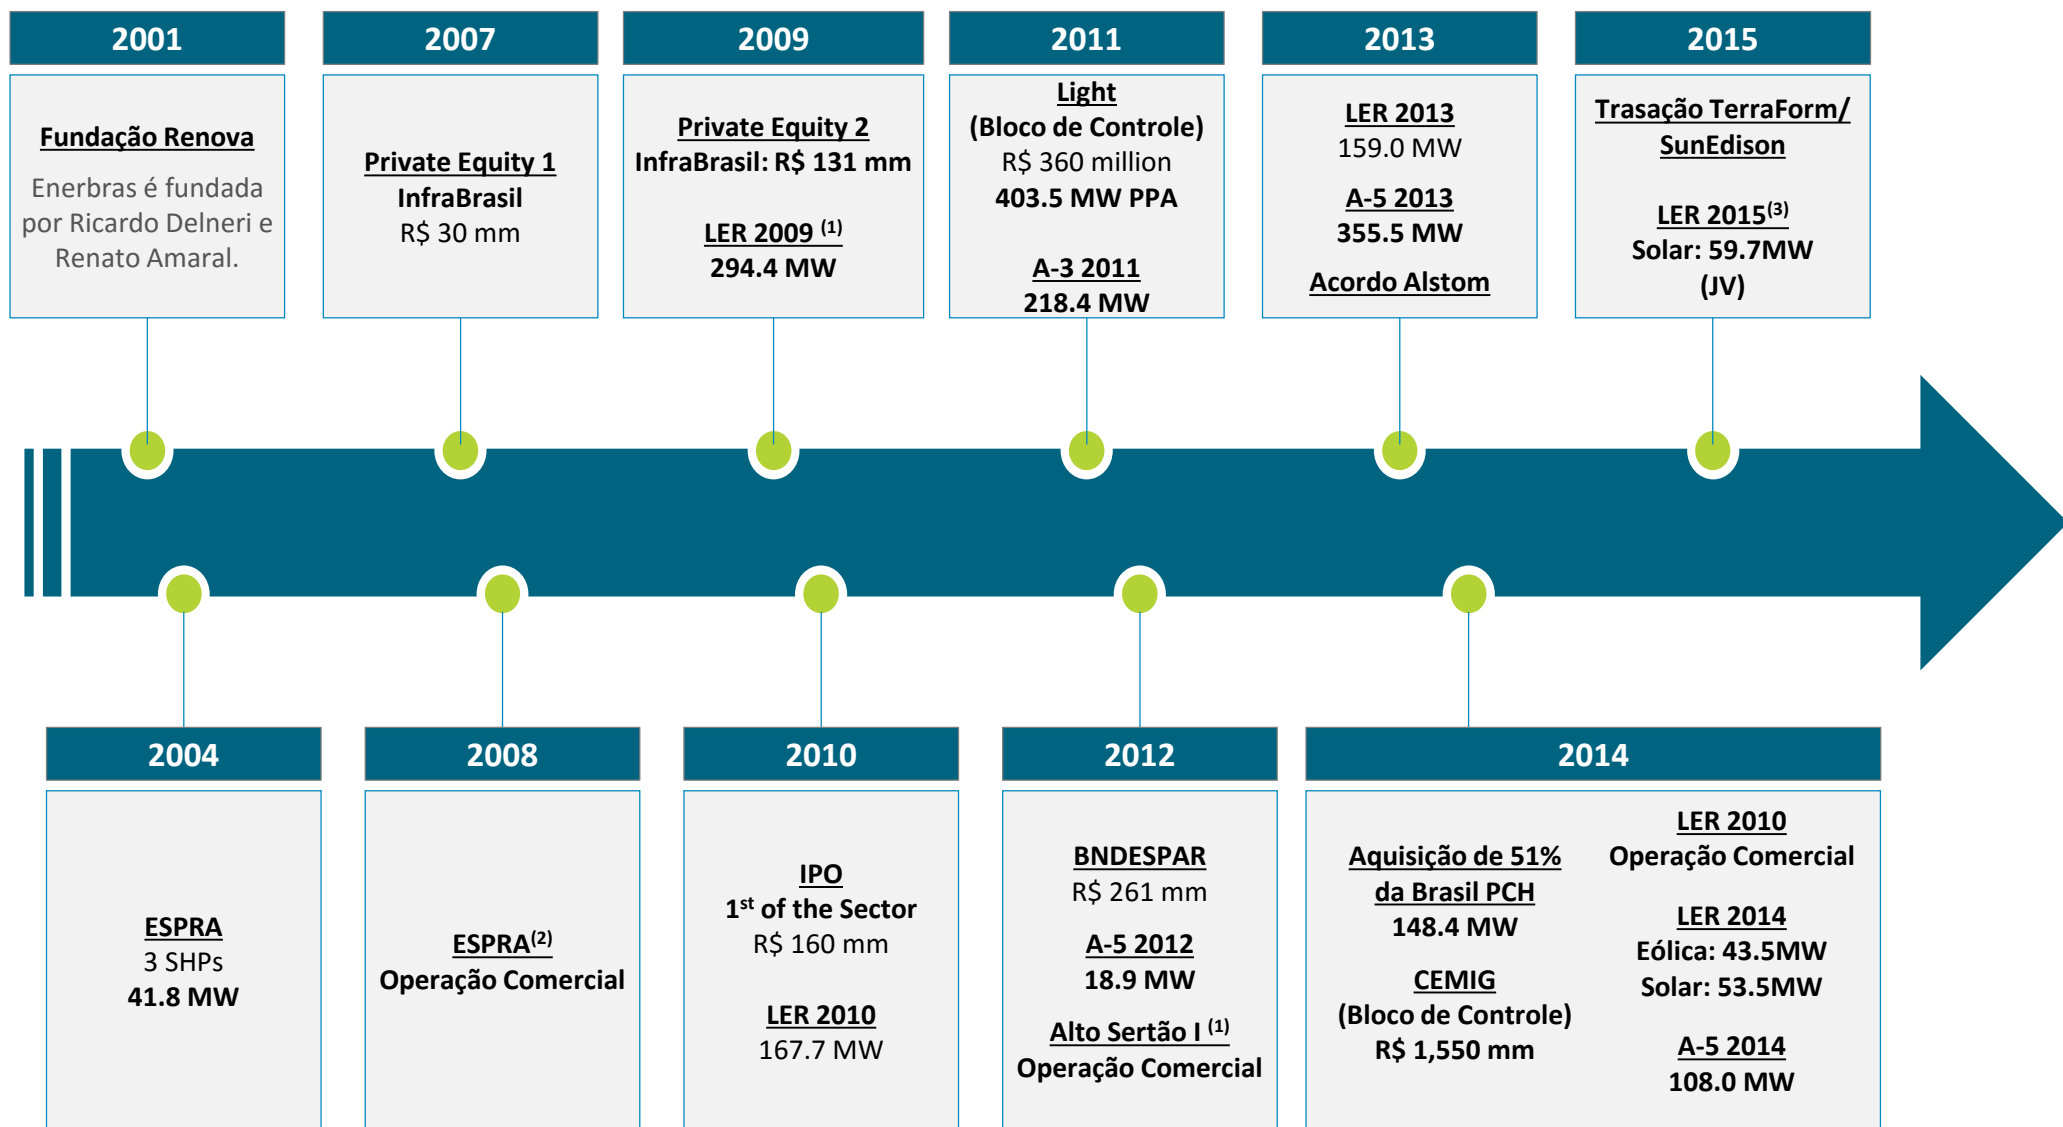 2001
Fundação Renova
Enerbras é fundada
por Ricardo Delneri e
Renato Amaral.
2007
Private Equity 1
InfraBrasil
R$ 30 mm
2009
Private Equity 2
InfraBrasil: R$ 131 mm
LER 2009 (1)
294.4 MW
2011
Light
(Bloco de Controle)
R$ 360 million
403.5 MW PPA
A-3 2011
218.4 MW
2013
LER 2013
159.0 MW
A-5 2013
355.5 MW
Acordo Alstom
2015
Trasação TerraForm/
SunEdison
LER 2015(3)
Solar: 59.7MW
(JV)
2004
ESPRA
3 SHPs
41.8 MW
2008
ESPRA(2)
Operação Comercial
2010
IPO
1st of the Sector
R$ 160 mm
LER 2010
167.7 MW
2012
BNDESPAR
R$ 261 mm
A-5 2012
18.9 MW
Alto Sertão I (1)
Operação Comercial
2014
Aquisição de 51%
da Brasil PCH
148.4 MW
CEMIG
(Bloco de Controle)
R$ 1,550 mm
LER 2010
Operação Comercial
LER 2014
Eólica: 43.5MW
Solar: 53.5MW
A-5 2014
108.0 MW